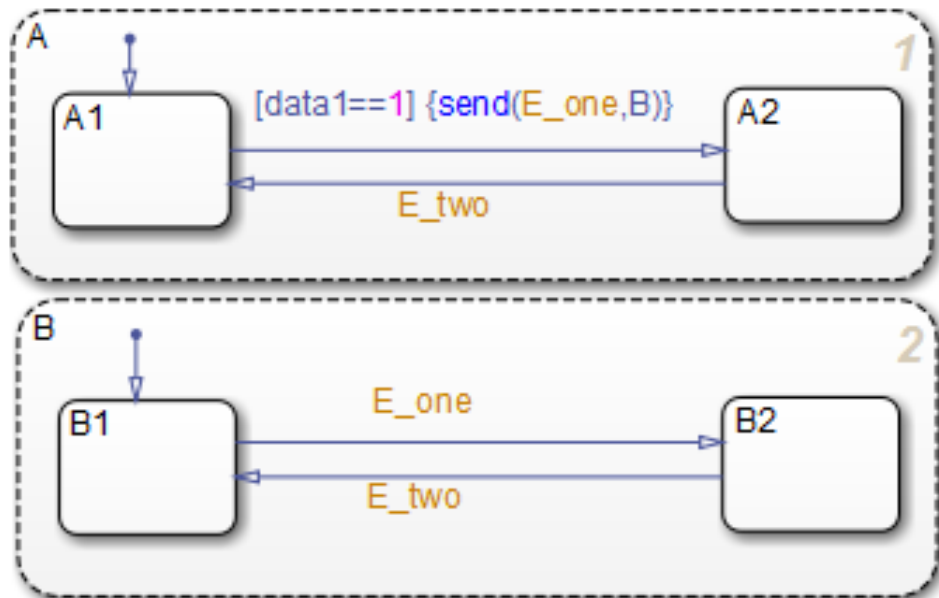 A
1
[data1==1] {send(E_one,B)}
A1
A2
E_two
B
2
E_one
B1
B2
E_two